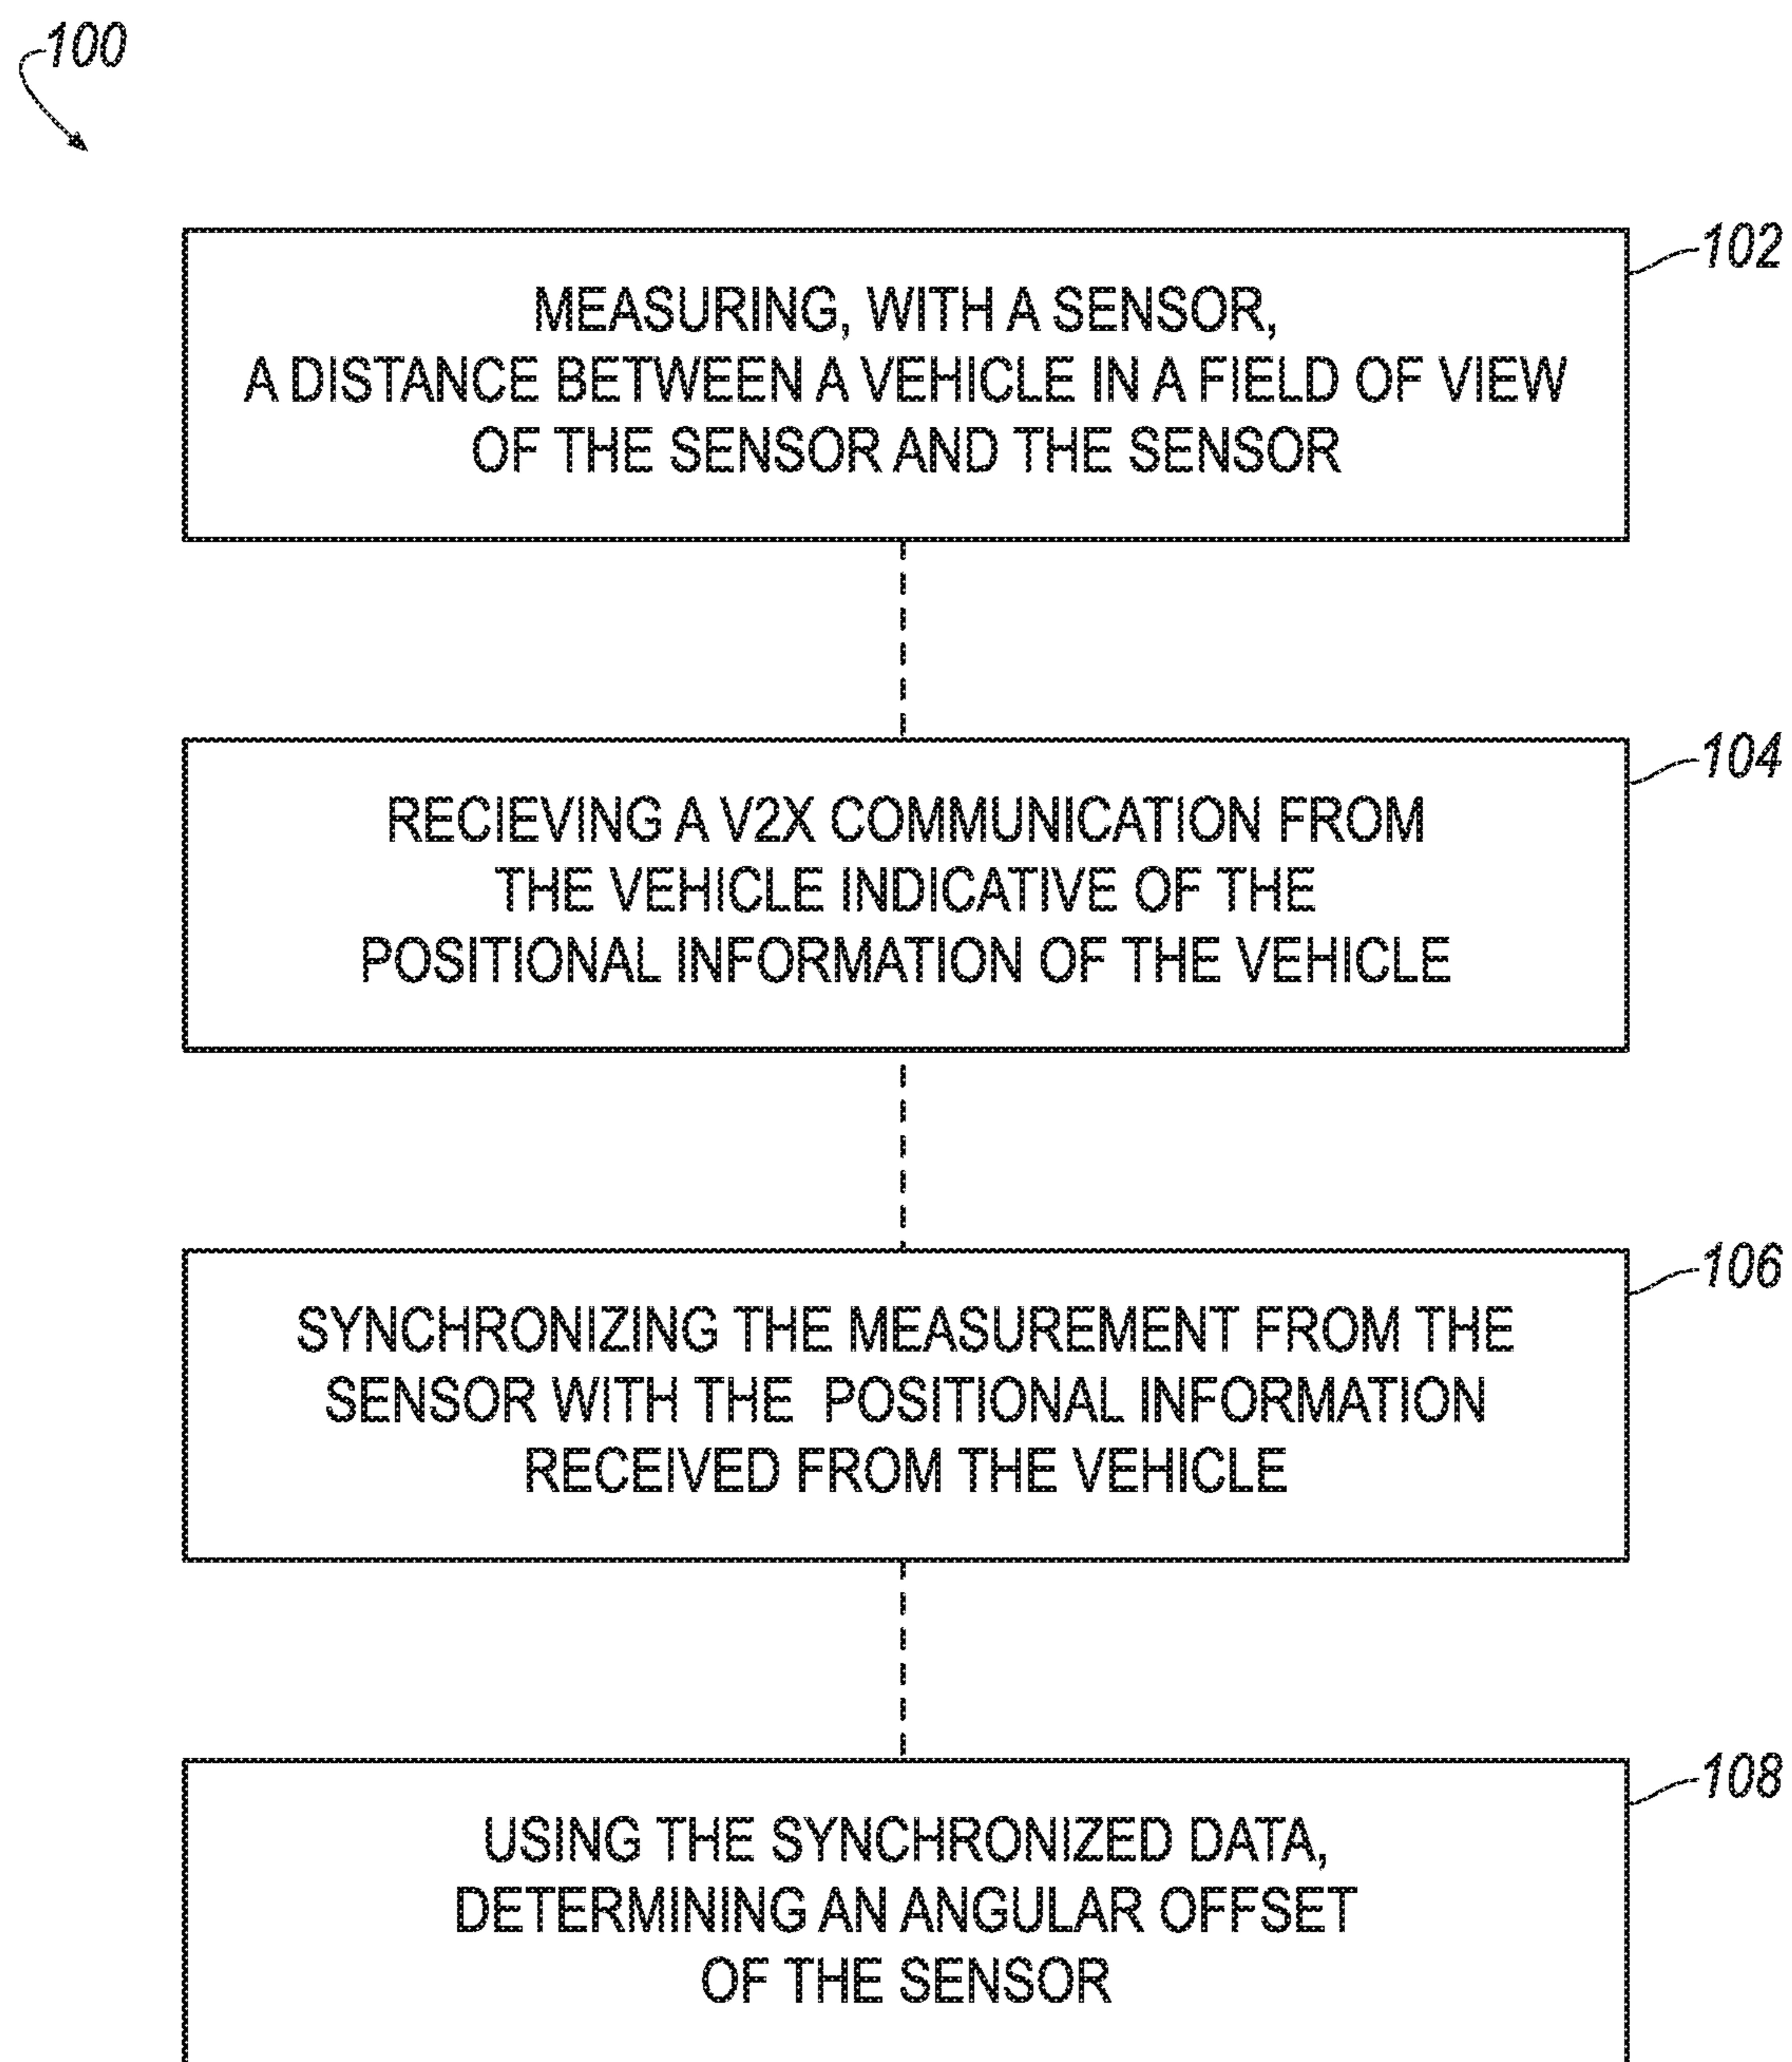 100
102
MEASURING, WITH A SENSOR,
A DISTANCE BETWEEN A VEHICLE IN A FIELD OF VIEW
OF THE SENSOR AND THE SENSOR
104
RECIEVING A V2X COMMUNICATION FROM
THE VEHICLE INDICATIVE OF THE
POSITIONAL INFORMATION OF THE VEHICLE
106
SYNCHRONIZING THE MEASUREMENT FROM THE
SENSOR WITH THE POSITIONAL INFORMATION
RECEIVED FROM THE VEHICLE
108
USING THE SYNCHRONIZED DATA,
DETERMINING AN ANGULAR OFFSET
OF THE SENSOR